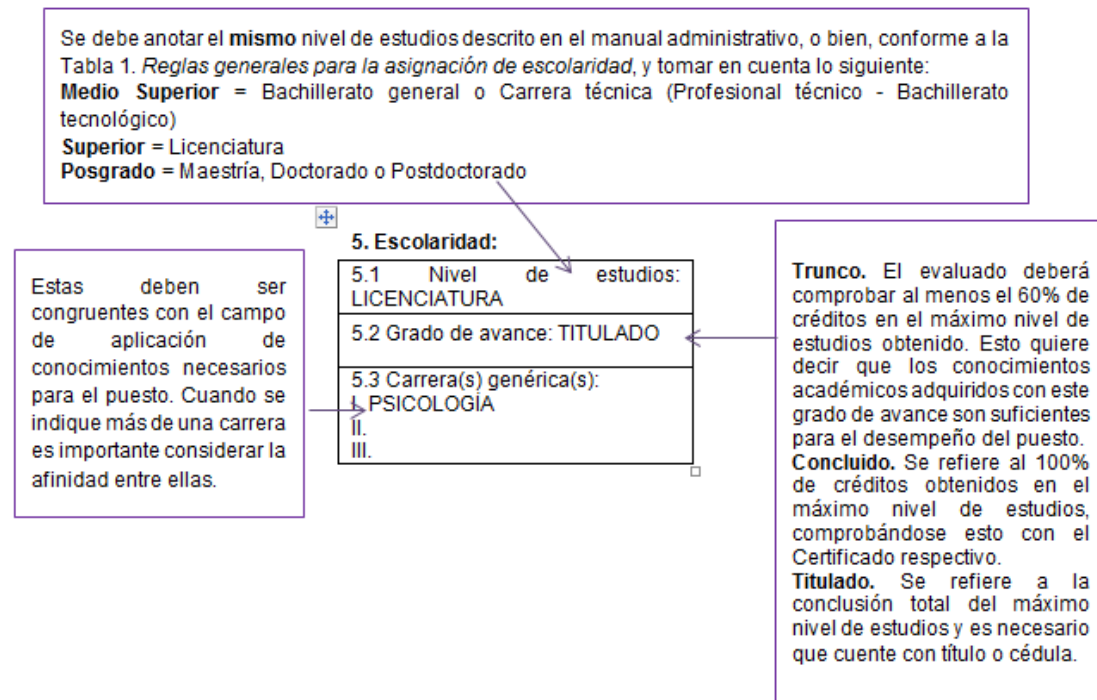 Se debe anotar el mismo nivel de estudios descrito en el manual administrativo, o bien, conforme a la
Tabla 1. Reglas generales para la asignación de escolaridad, y tomar en cuenta lo siguiente:
Medio Superior = Bachillerato general o Carrera técnica (Profesional técnico - Bachillerato
tecnológico)
Superior = Licenciatura
Posgrado = Maestría, Doctorado o Postdoctorado
Estas deben ser
congruentes con el campo
de aplicación de
conocimientos necesarios
para el puesto. Cuando se
indique más de una carrera
es importante considerar la
afinidad entre ellas.
5. Escolaridad:
5.1 Nivel de estudios:
LICENCIATURA
5.2 Grado de avance: TITULADO
5.3 Carrera(s) genérica(s):
I. PSICOLOGÍA
II.
III.
Trunco. El evaluado deberá
comprobar al menos el 60% de
créditos en el máximo nivel de
estudios obtenido. Esto quiere
decir que los conocimientos
académicos adquiridos con este
grado de avance son suficientes
para el desempeño del puesto.
Concluido. Se refiere al 100%
de créditos obtenidos en el
máximo nivel de estudios,
comprobándose esto con el
Certificado respectivo.
Titulado. Se refiere a la
conclusión total del máximo
nivel de estudios y es necesario
que cuente con título o cédula.